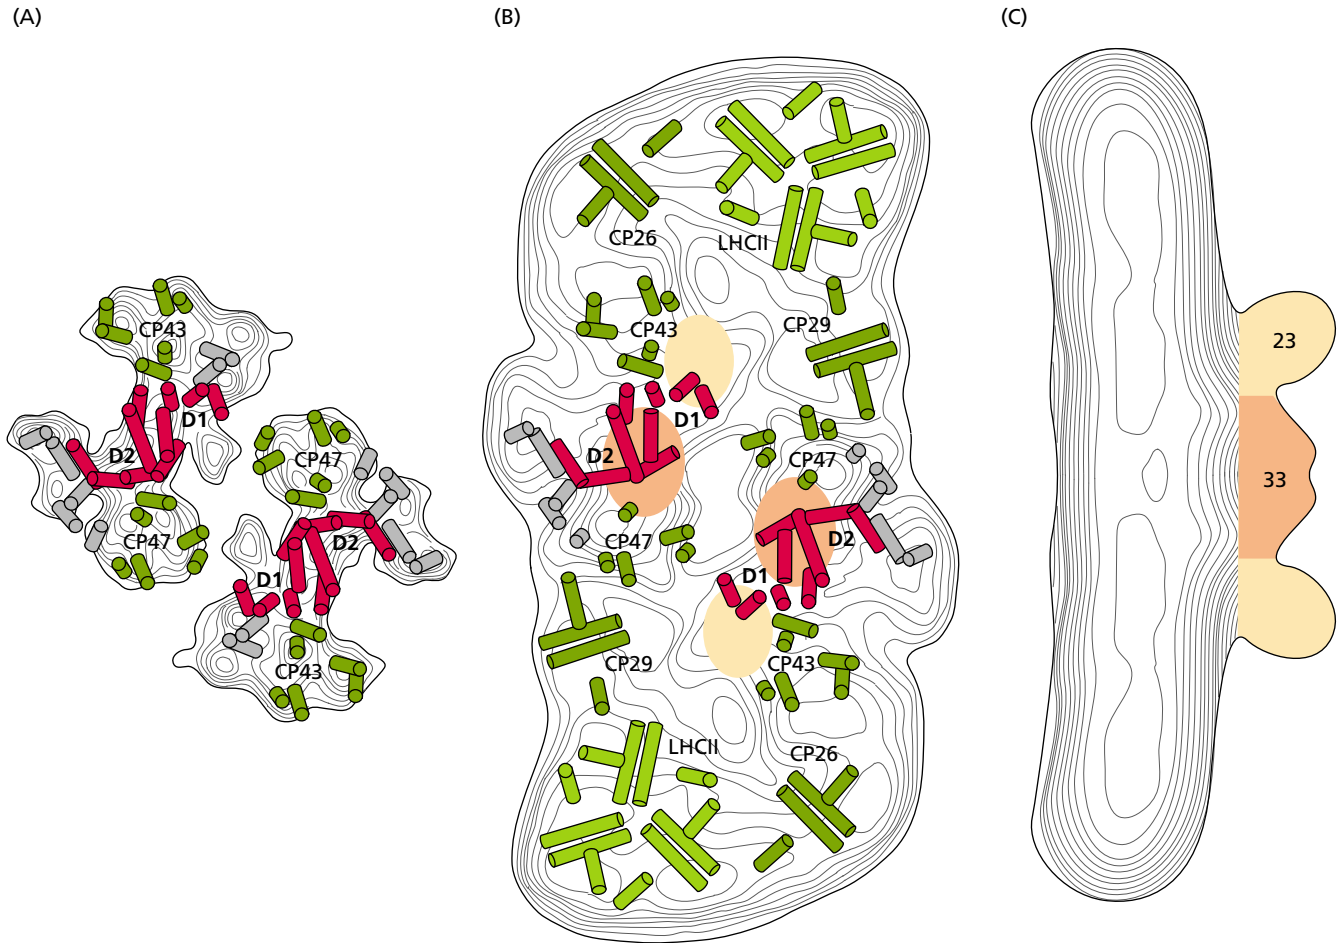 (A)
(B)
(C)
CP43
D1
D2
CP47
CP47
D2
D1
CP43
CP26
LHCII
CP43
CP29
D1
D2
CP47
CP47
D2
D1
CP29
CP43
LHCII
CP26
23
33